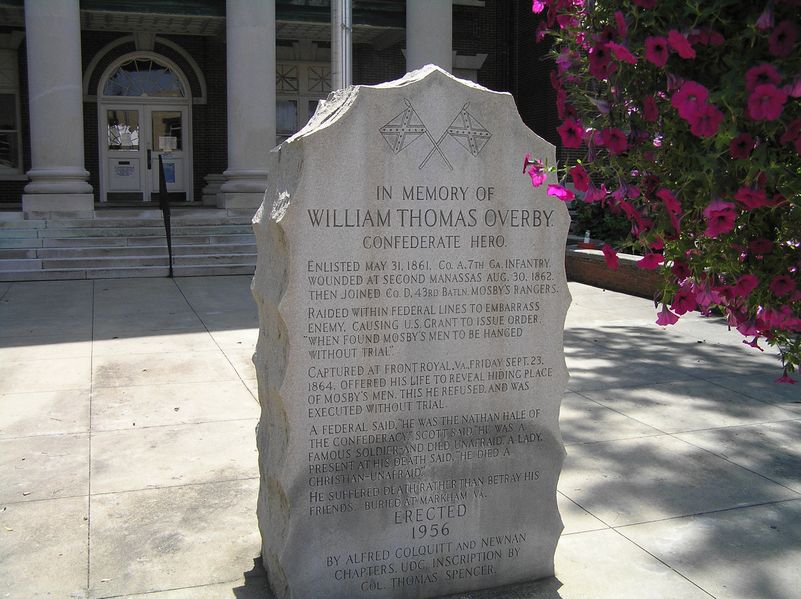 IN MEMORY OF
WILLIAM THOMAS OVERBY.
CONFEDERATE HERO.
ENLISTED MAY 31, 1861, CO. A. 7TH GA. INFANTRY.
WOUNDED AT SECOND MANASSAS AUG. 30, 1862.
THEN JOINED CO. D, 43RD BATLN. MOSBY'S RANGERS.
RAIDED WITHIN FEDERAL LINES TO EMBARRASS
ENEMY, CAUSING U.S. GRANT TO ISSUE ORDER,
"WHEN FOUND MOSBY'S MEN TO BE HANGED
WITHOUT TRIAL"
CAPTURED AT FRONT ROYAL, VA., FRIDAY SEPT. 23,
1864. OFFERED HIS LIFE TO REVEAL HIDING PLACE
OF MOSBY'S MEN. THIS HE REFUSED, AND WAS
EXECUTED WITHOUT TRIAL.
A FEDERAL SAID, "HE WAS THE NATHAN HALE OF
THE CONFEDERACY." SCOTT SAID, "HE WAS A
FAMOUS SOLDIER AND DIED UNAFRAID." A LADY,
PRESENT AT HIS DEATH SAID, "HE DIED A
CHRISTIAN-UNAFRAID."
HE SUFFERED DEATH RATHER THAN BETRAY HIS
FRIENDS. BURIED AT MARKHAM VA.
ERECTED
1956
BY ALFRED COLQUITT AND NEWNAN
CHAPTERS, UDC, INSCRIPTION BY
COL. THOMAS SPENCER.